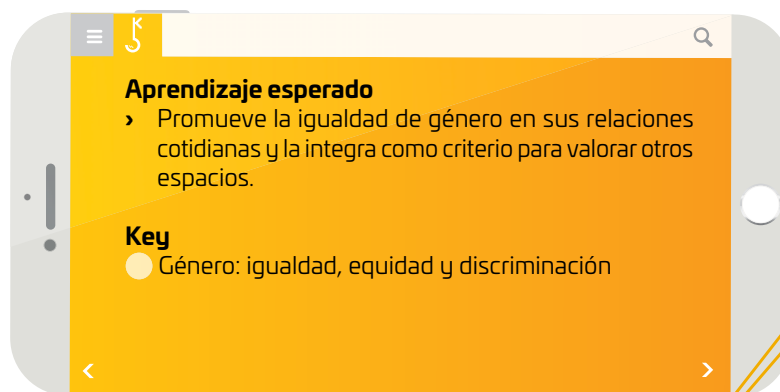 Aprendizaje esperado
› Promueve la igualdad de género en sus relaciones
cotidianas y la integra como criterio para valorar otros
espacios.
Key
Género: igualdad, equidad y discriminación